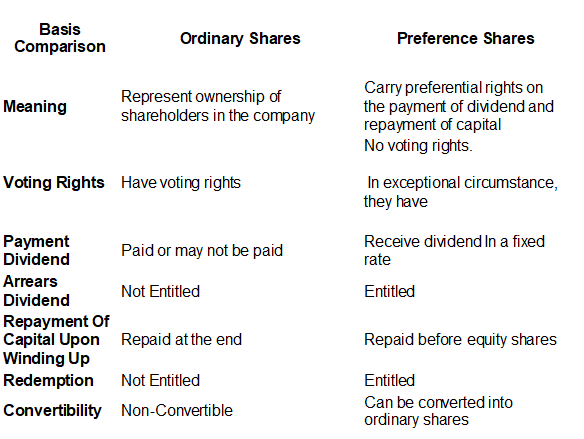 Basis Comparison Ordinary Shares Preference Shares
Meaning
Represent ownership of
shareholders in the company
Carry preferential rights on
the payment of dividend and
repayment of capital
No voting rights.
Voting Rights Have voting rights
In exceptional circumstance,
they have
Payment
Dividend
Paid or may not be paid
Receive dividend In a fixed
rate
Arrears
Dividend
Not Entitled
Entitled
Repayment Of
Capital Upon
Winding Up
Repaid at the end
Repaid before equity shares
Redemption Not Entitled Entitled
Convertibility Non-Convertible
Can be converted into
ordinary shares